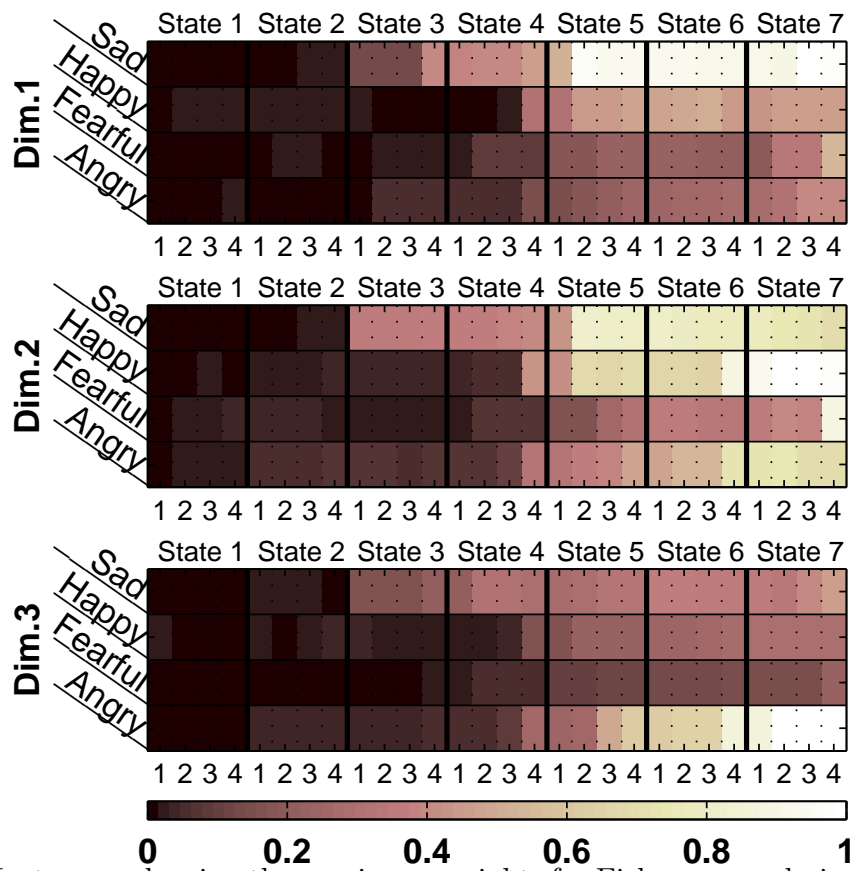 State 1 State 2 State 3 State 4 State 5 State 6 State 7
Dim.1
Sad
Happy
Fearful
Angry
1 2 3 4 1 2 3 4 1 2 3 4 1 2 3 4 1 2 3 4 1 2 3 4 1 2 3 4
State 1 State 2 State 3 State 4 State 5 State 6 State 7
Dim.2
Sad
Happy
Fearful
Angry
1 2 3 4 1 2 3 4 1 2 3 4 1 2 3 4 1 2 3 4 1 2 3 4 1 2 3 4
State 1 State 2 State 3 State 4 State 5 State 6 State 7
Dim.3
Sad
Happy
Fearful
Angry
1 2 3 4 1 2 3 4 1 2 3 4 1 2 3 4 1 2 3 4 1 2 3 4 1 2 3 4
0 0.2 0.4 0.6 0.8 1